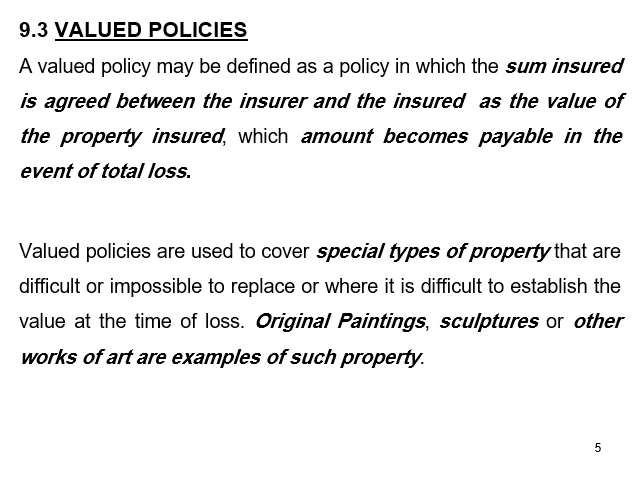 9.3 VALUED POLICIES
A valued policy may be defined as a policy in which the sum insured
is agreed between the insurer and the insured as the value of
the property insured, which amount becomes payable in the
event of total loss.
Valued policies are used to cover special types of property that are
difficult or impossible to replace or where it is difficult to establish the
value at the time of loss. Original Paintings, sculptures or other
works of art are examples of such property.
5